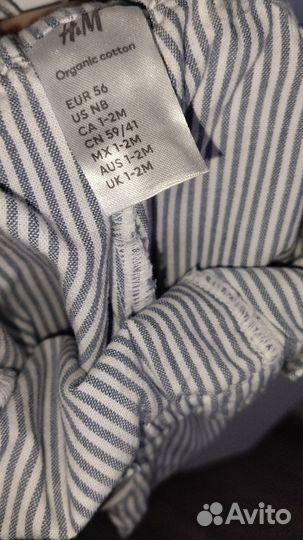 H&M
Organic cotton
EUR 56
US NB
CA 1-2M
CN 59/41
MX 1-2M
AUS 1-2M
UK 1-2M
Avito